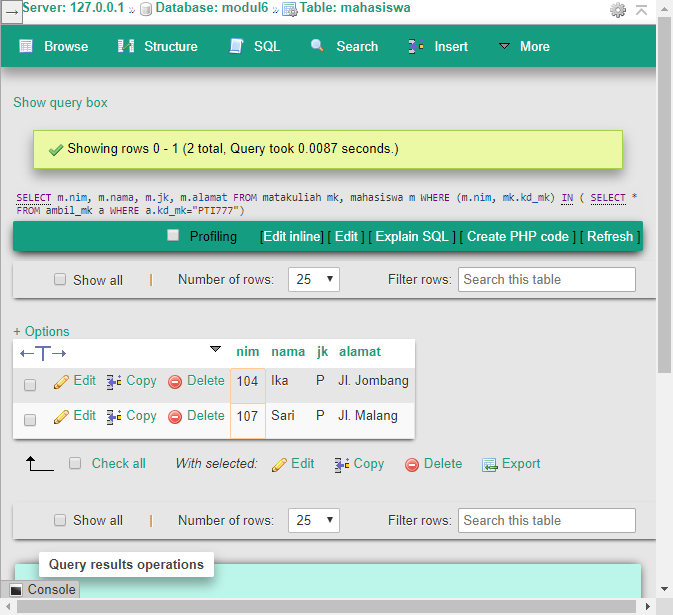 Server: 127.0.0.1 » Database: modul6 » Table: mahasiswa
Browse Structure SQL Search Insert More
Show query box
Showing rows 0 - 1 (2 total, Query took 0.0087 seconds.)
SELECT m.nim, m.nama, m.jk, m.alamat FROM matakuliah mk, mahasiswa m WHERE (m.nim, mk.kd_mk) IN ( SELECT *
FROM ambil_mk a WHERE a.kd_mk="PTI777")
Profiling [Edit inline] [ Edit ] [ Explain SQL ] [ Create PHP code ] [ Refresh ]
Show all | Number of rows: 25 Filter rows: Search this table
+ Options
←T→ nim nama jk alamat
Edit Copy Delete 104 Ika P Jl. Jombang
Edit Copy Delete 107 Sari P Jl. Malang
Check all With selected: Edit Copy Delete Export
Show all | Number of rows: 25 Filter rows: Search this table
Query results operations
Console